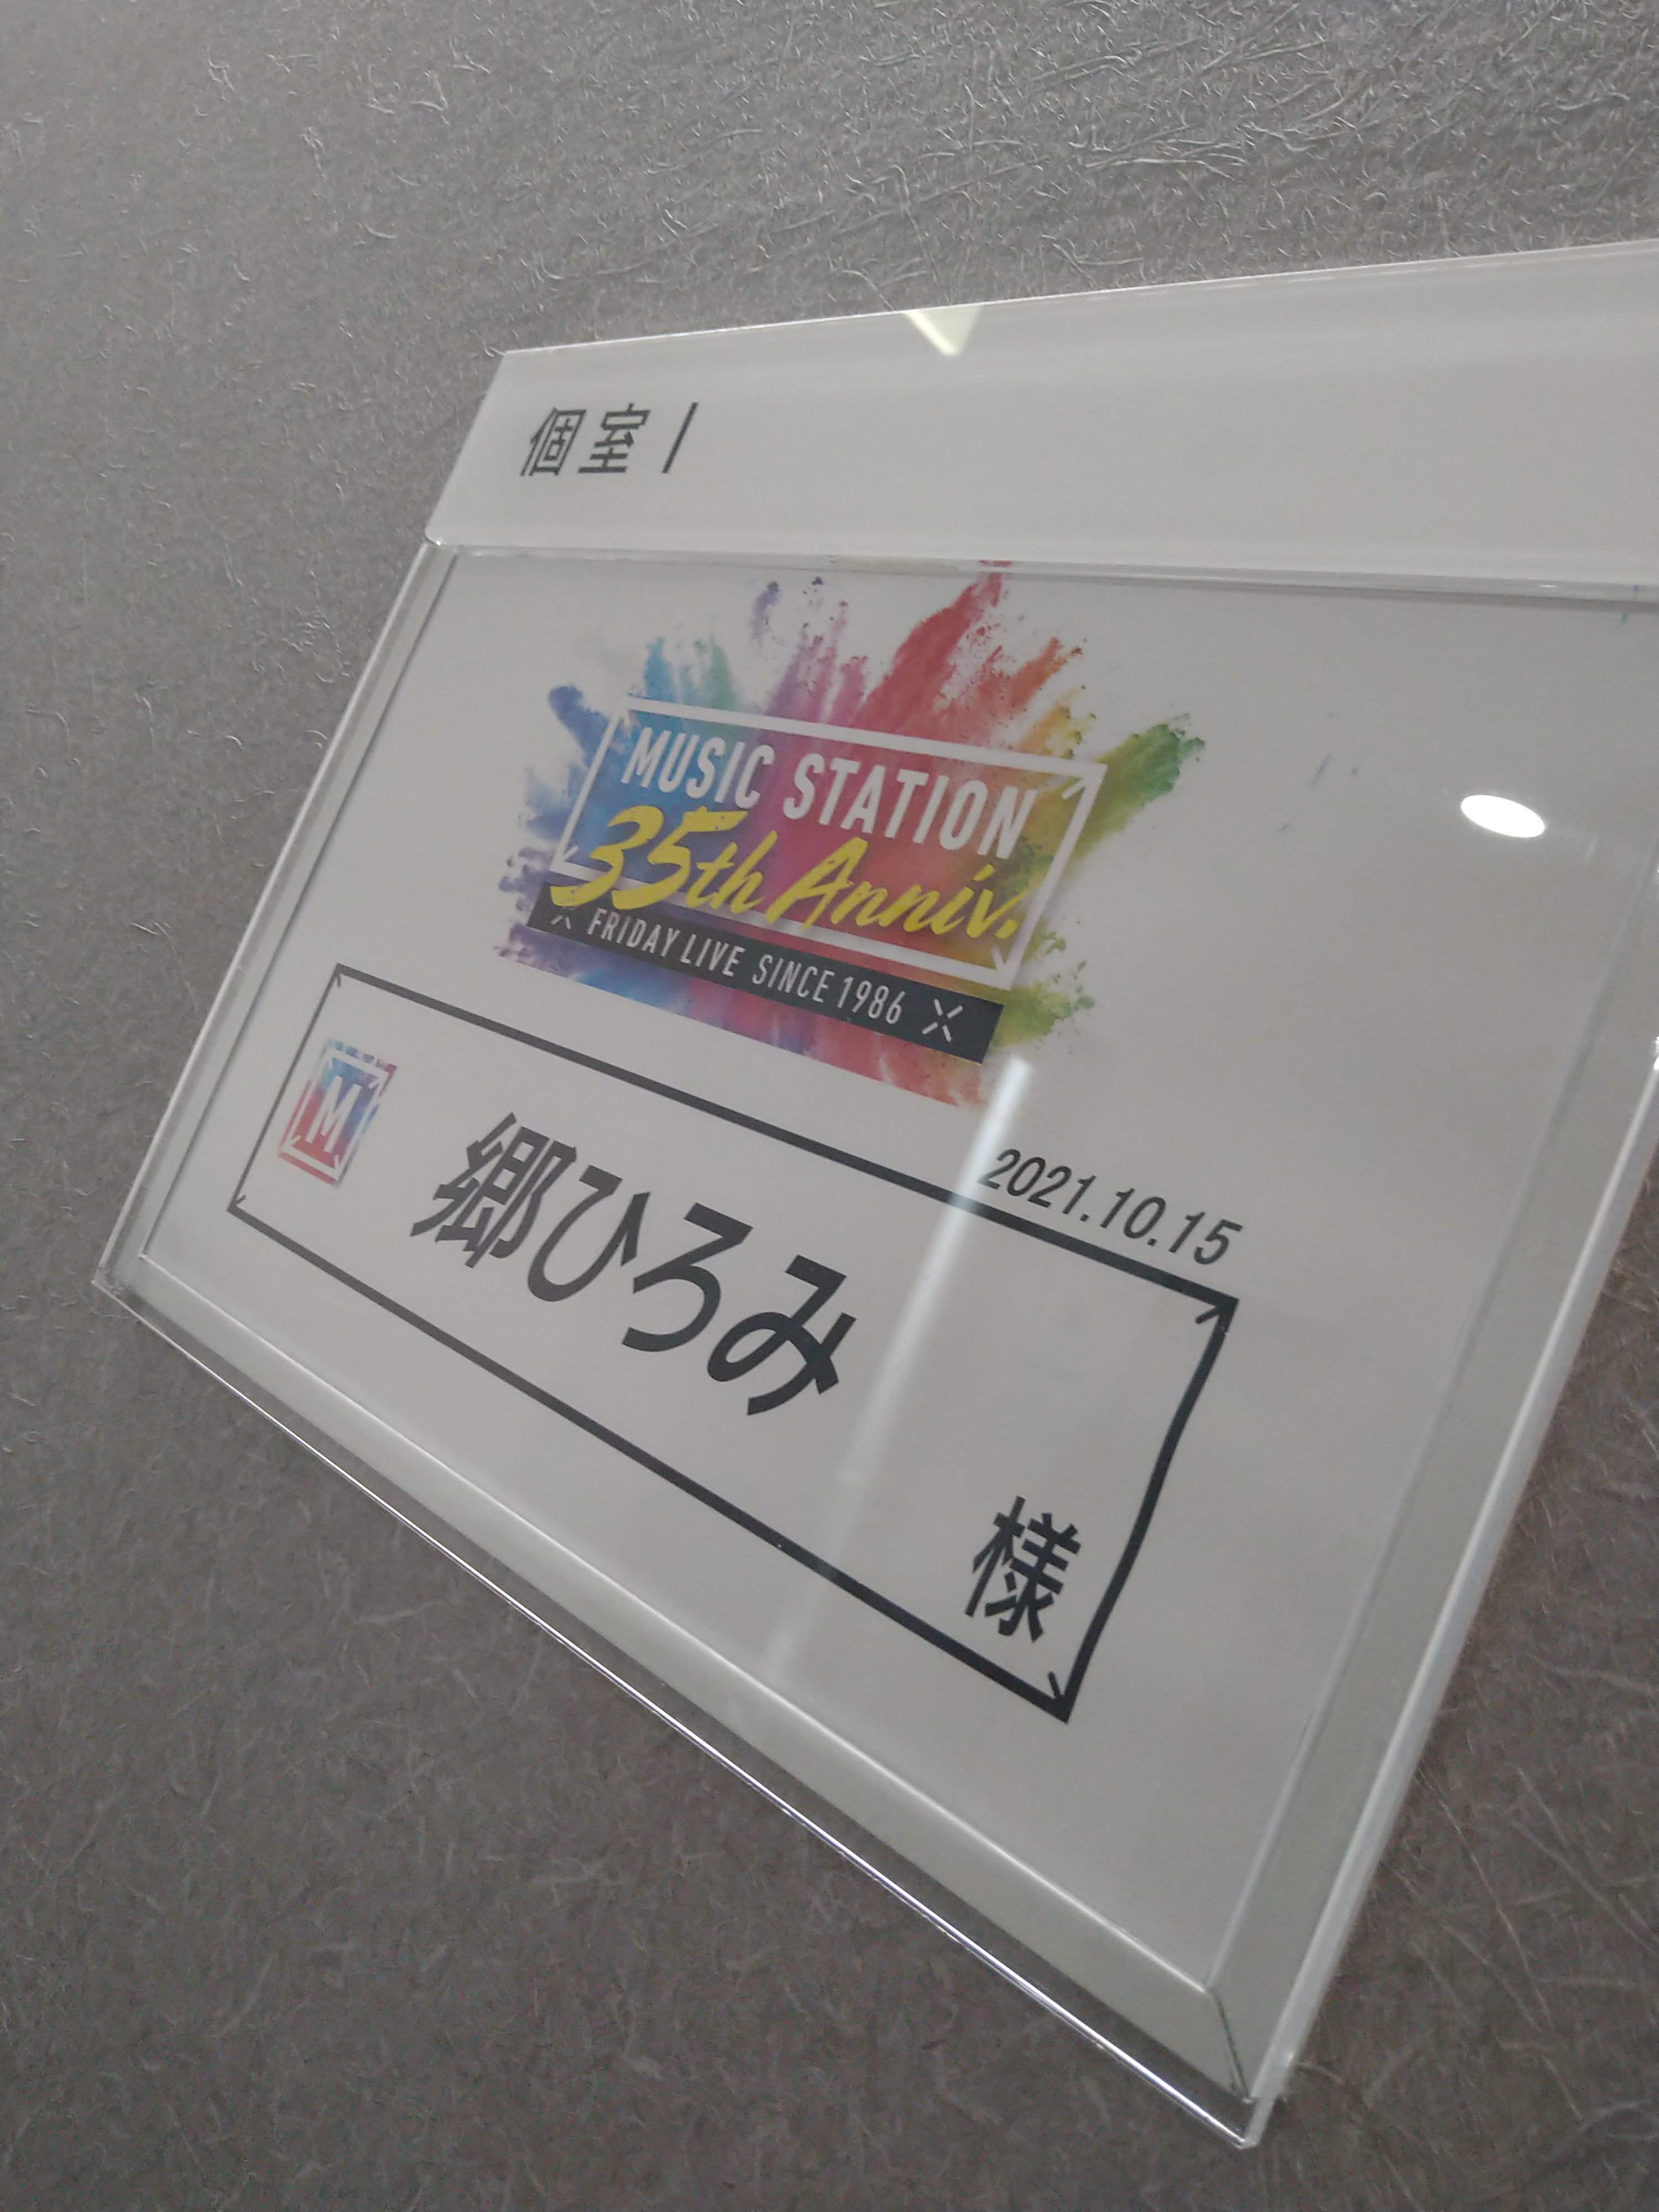 個室 I
MUSIC STATION
35th Anniv.
FRIDAY LIVE SINCE 1986
2021.10.15
M
郷ひろみ 様